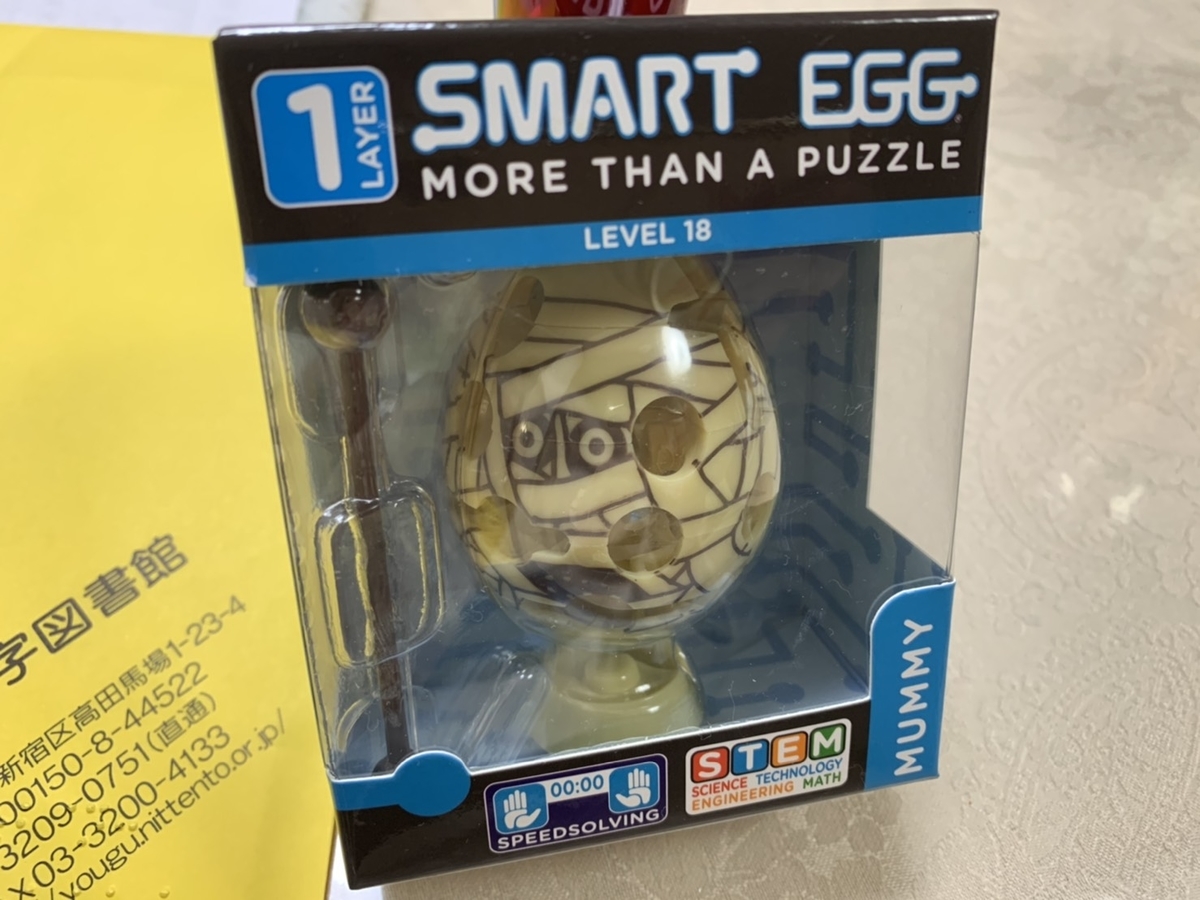 1
LAYER
SMART EGG
MORE THAN A PUZZLE
LEVEL 18
MUMMY
00:00
SPEEDSOLVING
STEM
SCIENCE TECHNOLOGY
ENGINEERING MATH
字図書館
新宿区高田馬場1-23-4
00150-8-44522
3209-0751(直通)
x03-3200-4133
/yougu.nittento.or.jp/